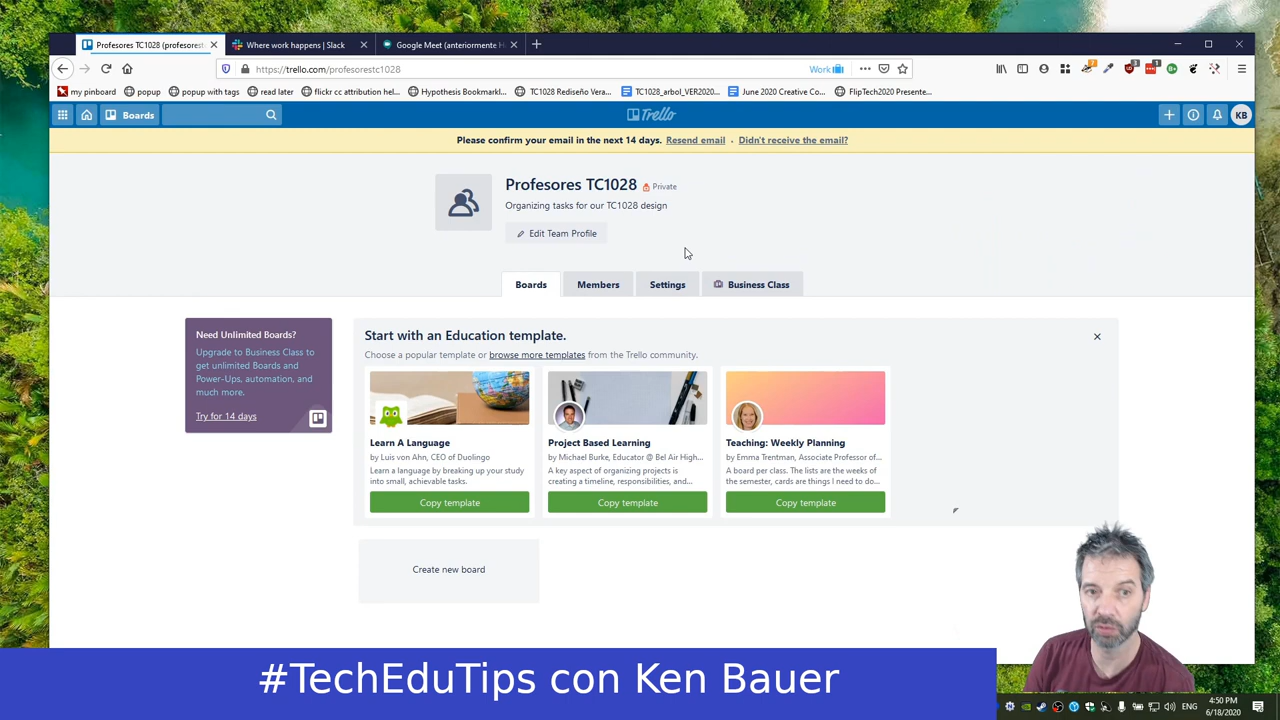 Profesores TC1028 (profesorest
Where work happens | Slack
Google Meet (anteriormente H
https://trello.com/profesorestc1028
Work
7
3
1
my pinboard
popup
popup with tags
read later
flickr cc attribution hel...
Hypothesis Bookmarkl...
TC1028 Rediseño Vera...
TC1028_arbol_VER2020...
June 2020 Creative Co...
FlipTech2020 Presente...
Boards
Trello
KB
Please confirm your email in the next 14 days. Resend email · Didn't receive the email?
Profesores TC1028 Private
Organizing tasks for our TC1028 design
Edit Team Profile
Boards
Members
Settings
Business Class
Need Unlimited Boards?
Upgrade to Business Class to
get unlimited Boards and
Power-Ups, automation, and
much more.
Try for 14 days
Start with an Education template.
Choose a popular template or browse more templates from the Trello community.
Learn A Language
by Luis von Ahn, CEO of Duolingo
Learn a language by breaking up your study
into small, achievable tasks.
Copy template
Project Based Learning
by Michael Burke, Educator @ Bel Air High...
A key aspect of organizing projects is
creating a timeline, responsibilities, and...
Copy template
Teaching: Weekly Planning
by Emma Trentman, Associate Professor of...
A board per class. The lists are the weeks of
the semester, cards are things I need to do...
Copy template
Create new board
#TechEduTips con Ken Bauer
4:50 PM
6/18/2020